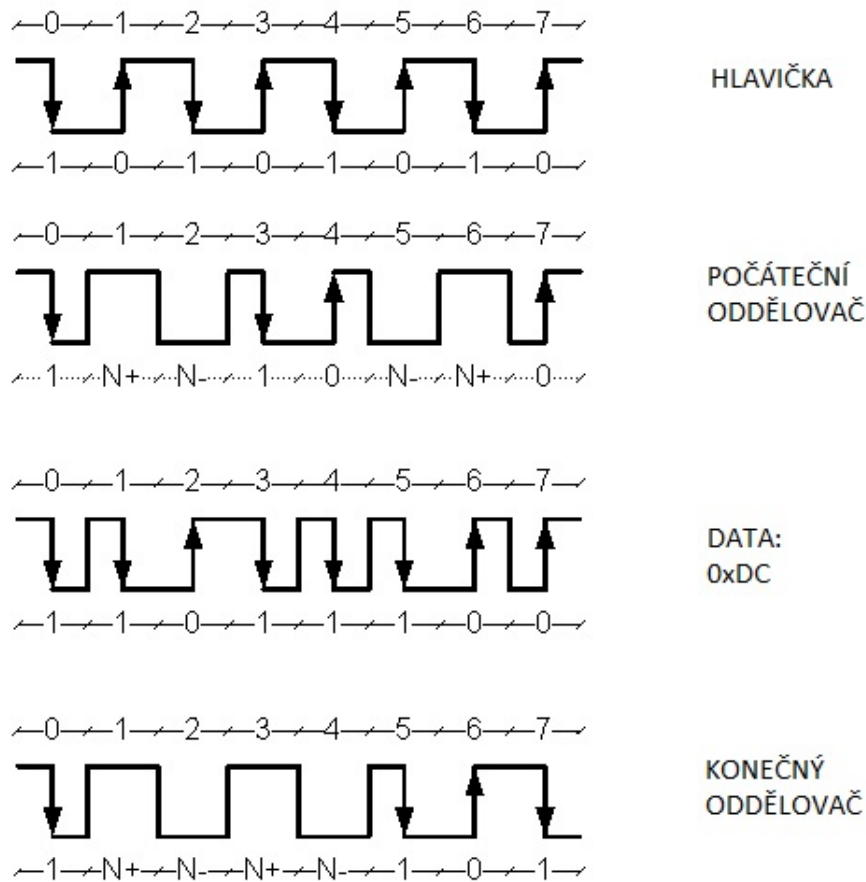 0 1 2 3 4 5 6 7
HLAVIČKA
1 0 1 0 1 0 1 0
0 1 2 3 4 5 6 7
POČÁTEČNÍ
ODDĚLOVAČ
1 N+ N- 1 0 N- N+ 0
0 1 2 3 4 5 6 7
DATA:
0xDC
1 1 0 1 1 1 0 0
0 1 2 3 4 5 6 7
KONEČNÝ
ODDĚLOVAČ
1 N+ N- N+ N- 1 0 1